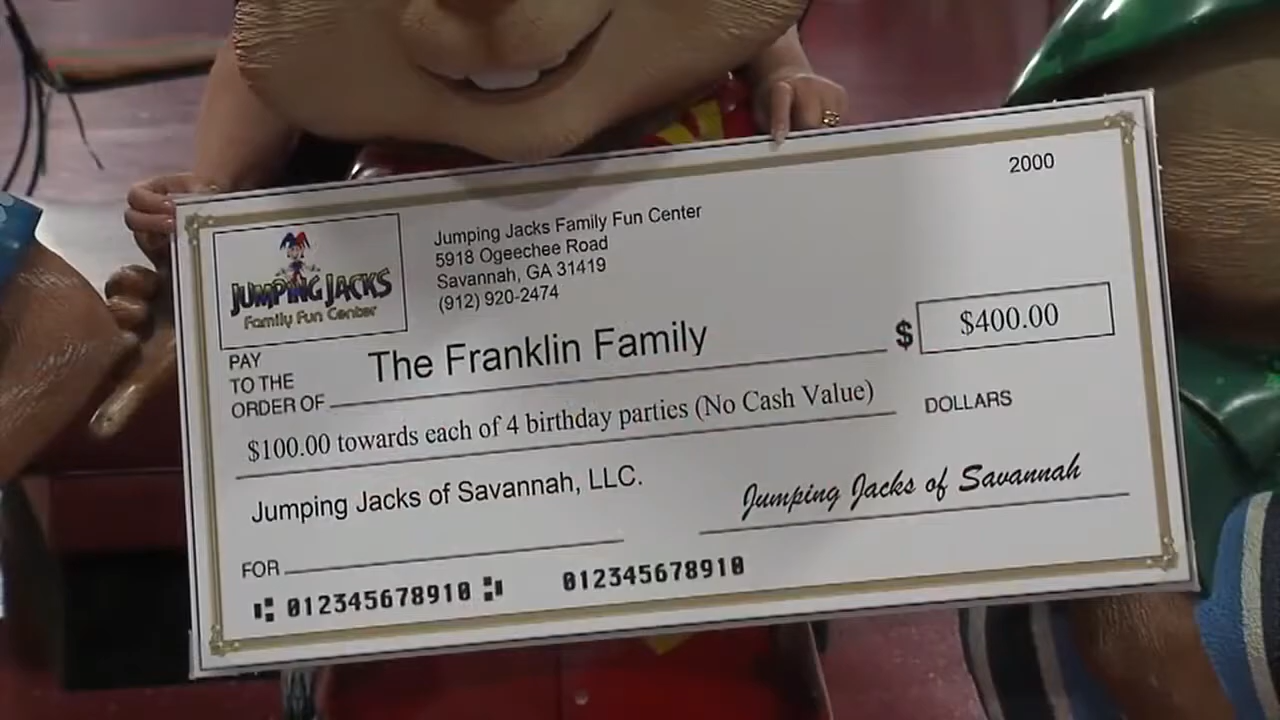 2000
JUMPING JACKS
Family Fun Center
Jumping Jacks Family Fun Center
5918 Ogeechee Road
Savannah, GA 31419
(912) 920-2474
PAY
TO THE
ORDER OF
The Franklin Family
$ $400.00
$100.00 towards each of 4 birthday parties (No Cash Value)
DOLLARS
Jumping Jacks of Savannah, LLC.
Jumping Jacks of Savannah
FOR
⑆ 012345678910 ⑆ 012345678910